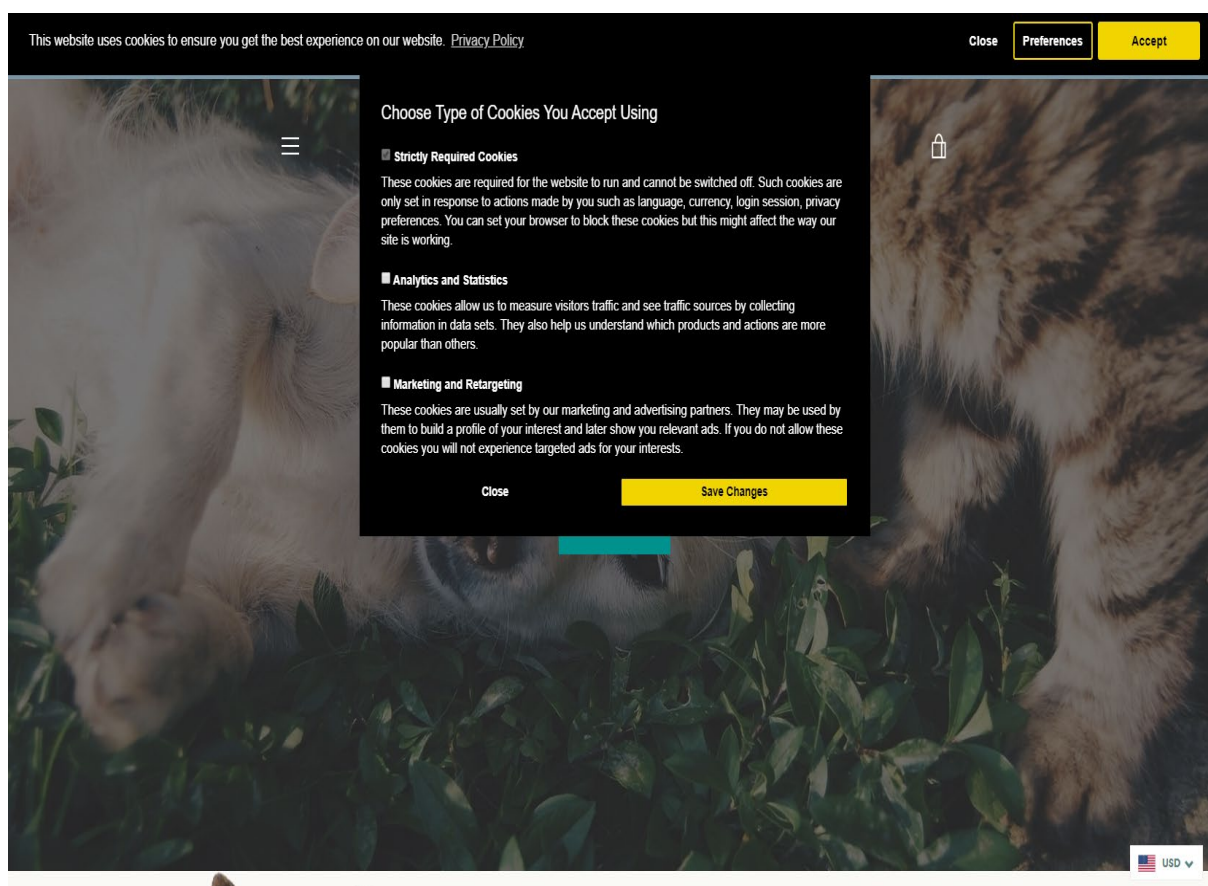 This website uses cookies to ensure you get the best experience on our website. Privacy Policy
Close
Preferences
Accept
Choose Type of Cookies You Accept Using
Strictly Required Cookies
These cookies are required for the website to run and cannot be switched off. Such cookies are
only set in response to actions made by you such as language, currency, login session, privacy
preferences. You can set your browser to block these cookies but this might affect the way our
site is working.
Analytics and Statistics
These cookies allow us to measure visitors traffic and see traffic sources by collecting
information in data sets. They also help us understand which products and actions are more
popular than others.
Marketing and Retargeting
These cookies are usually set by our marketing and advertising partners. They may be used by
them to build a profile of your interest and later show you relevant ads. If you do not allow these
cookies you will not experience targeted ads for your interests.
Close
Save Changes
USD